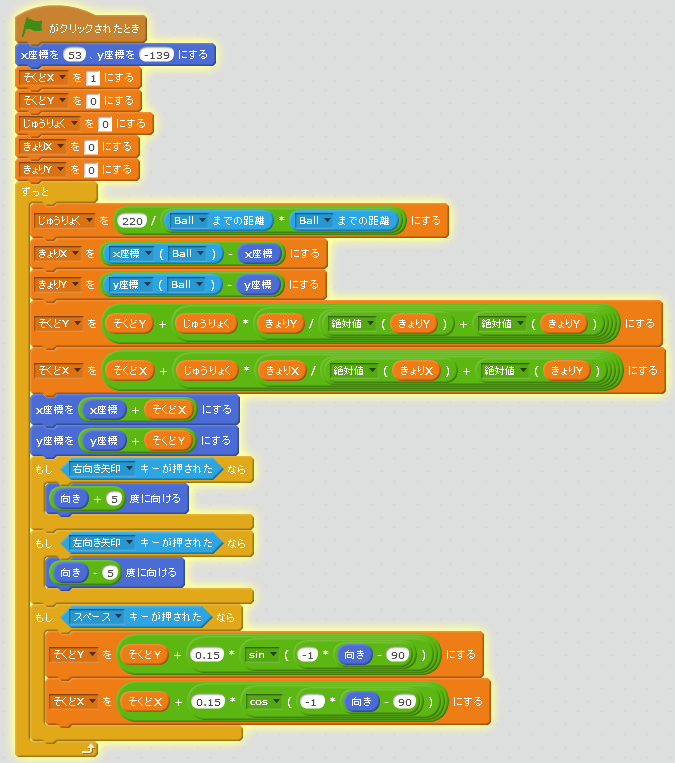 がクリックされたとき
x座標を 53 、y座標を -139 にする
そくどX を 1 にする
そくどY を 0 にする
じゅうりょく を 0 にする
きょりX を 0 にする
きょりY を 0 にする
ずっと
じゅうりょく を 220 / Ball までの距離 * Ball までの距離 にする
きょりX を x座標 ( Ball ) - x座標 にする
きょりY を y座標 ( Ball ) - y座標 にする
そくどY を そくどY + じゅうりょく * きょりY / 絶対値 ( きょりY ) + 絶対値 ( きょりY ) にする
そくどX を そくどX + じゅうりょく * きょりX / 絶対値 ( きょりX ) + 絶対値 ( きょりY ) にする
x座標を x座標 + そくどX にする
y座標を y座標 + そくどY にする
もし 右向き矢印 キーが押された なら
向き + 5 度に向ける
もし 左向き矢印 キーが押された なら
向き - 5 度に向ける
もし スペース キーが押された なら
そくどY を そくどY + 0.15 * sin ( -1 * 向き - 90 ) にする
そくどX を そくどX + 0.15 * cos ( -1 * 向き - 90 ) にする